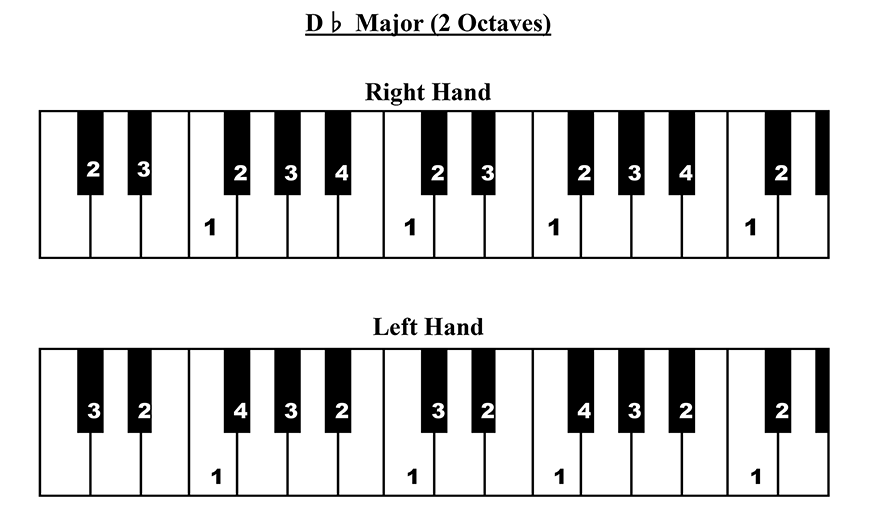 D♭ Major (2 Octaves)
Right Hand
2 3 2 3 4 2 3 2 3 4 2
1 1 1 1
Left Hand
3 2 4 3 2 3 2 4 3 2 2
1 1 1 1